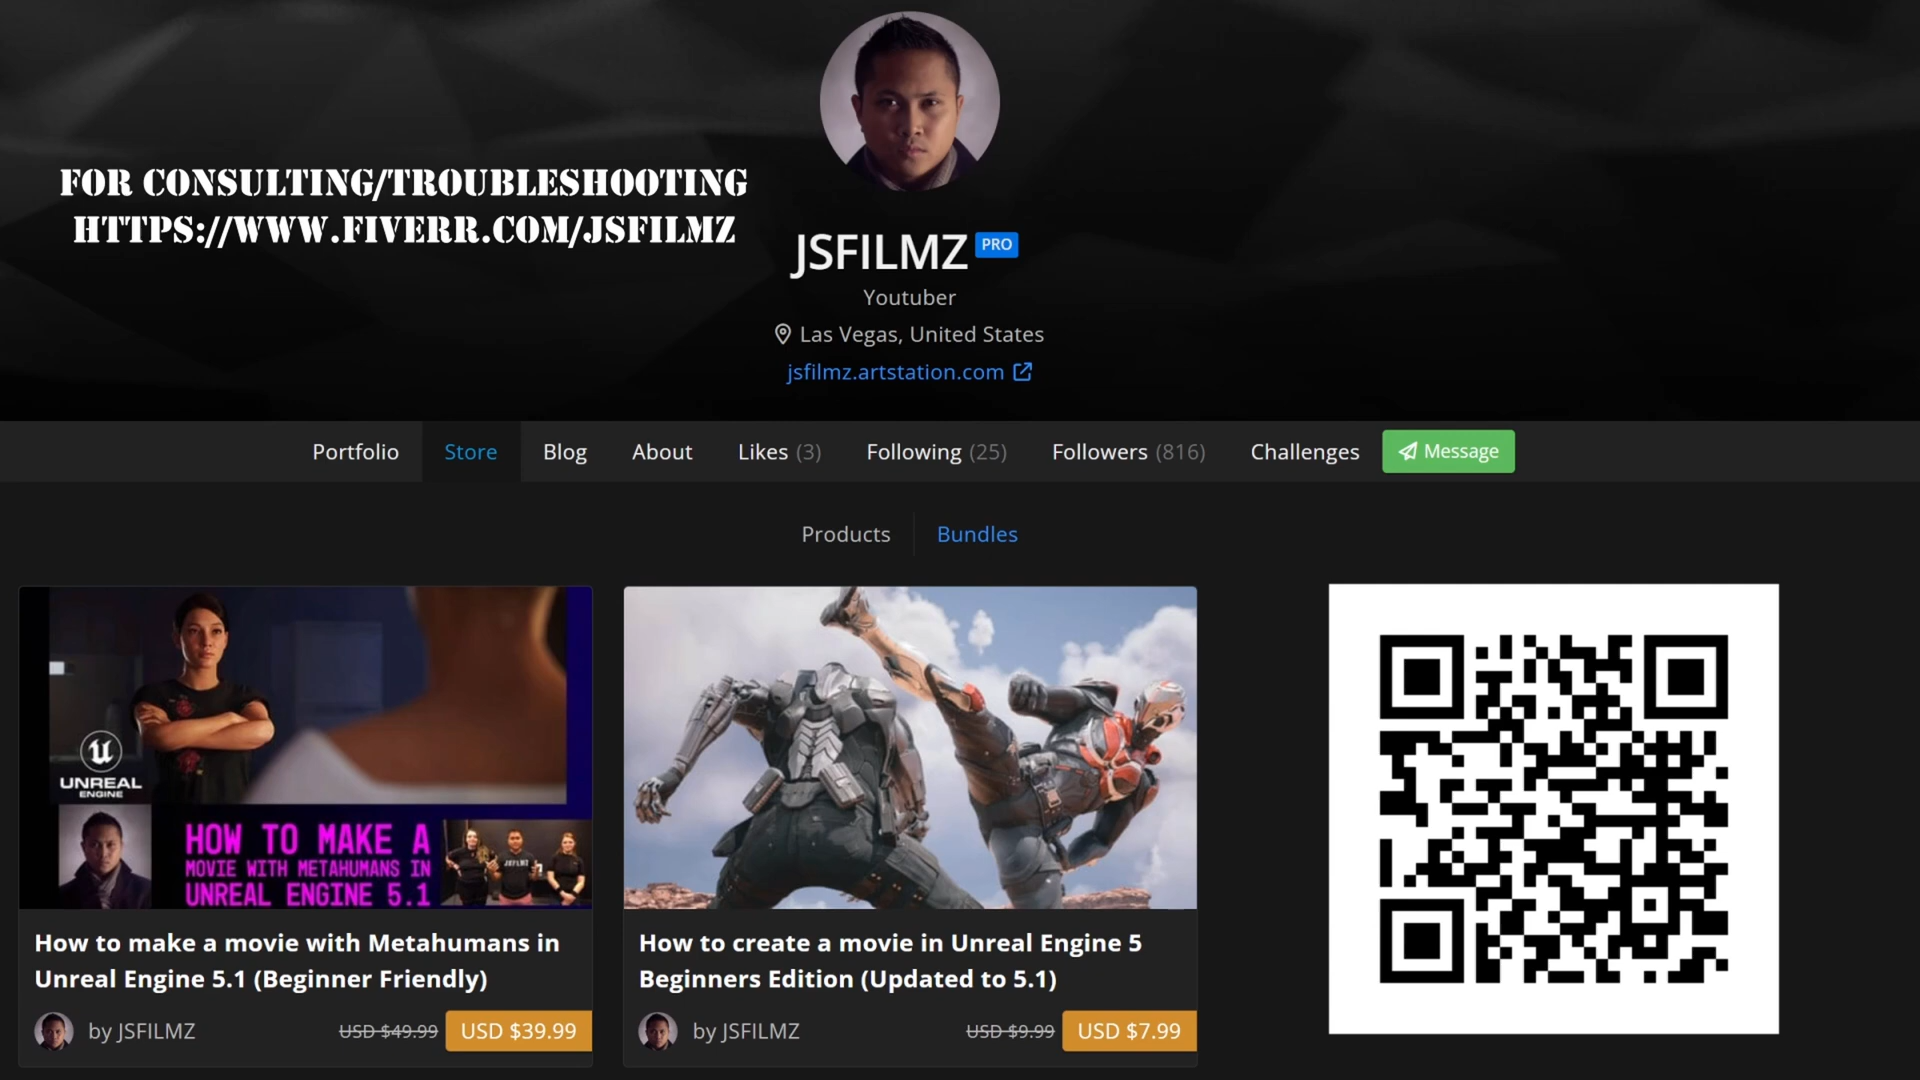 FOR CONSULTING/TROUBLESHOOTING
HTTPS://WWW.FIVERR.COM/JSFILMZ
JSFILMZ PRO
Youtuber
Las Vegas, United States
jsfilmz.artstation.com
Portfolio Store Blog About Likes (3) Following (25) Followers (816) Challenges Message
Products Bundles
UNREAL
ENGINE
HOW TO MAKE A
MOVIE WITH METAHUMANS IN
UNREAL ENGINE 5.1
JSFILMZ
How to make a movie with Metahumans in
Unreal Engine 5.1 (Beginner Friendly)
by JSFILMZ USD $49.99 USD $39.99
How to create a movie in Unreal Engine 5
Beginners Edition (Updated to 5.1)
by JSFILMZ USD $9.99 USD $7.99